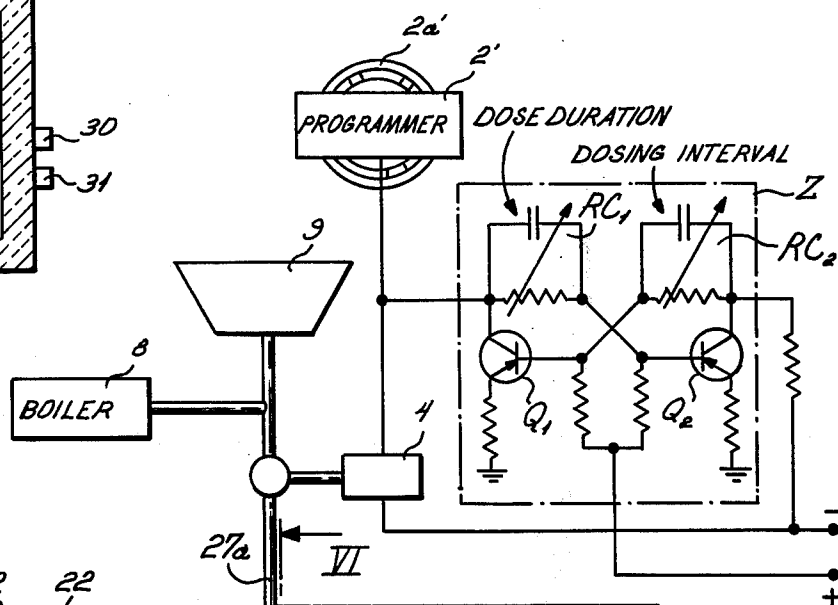 2a'
2'
PROGRAMMER
DOSE DURATION
DOSING INTERVAL
Z
30
31
RC₁
RC₂
9
8
BOILER
Q₁
Q₂
4
27a
VI
22
−
+